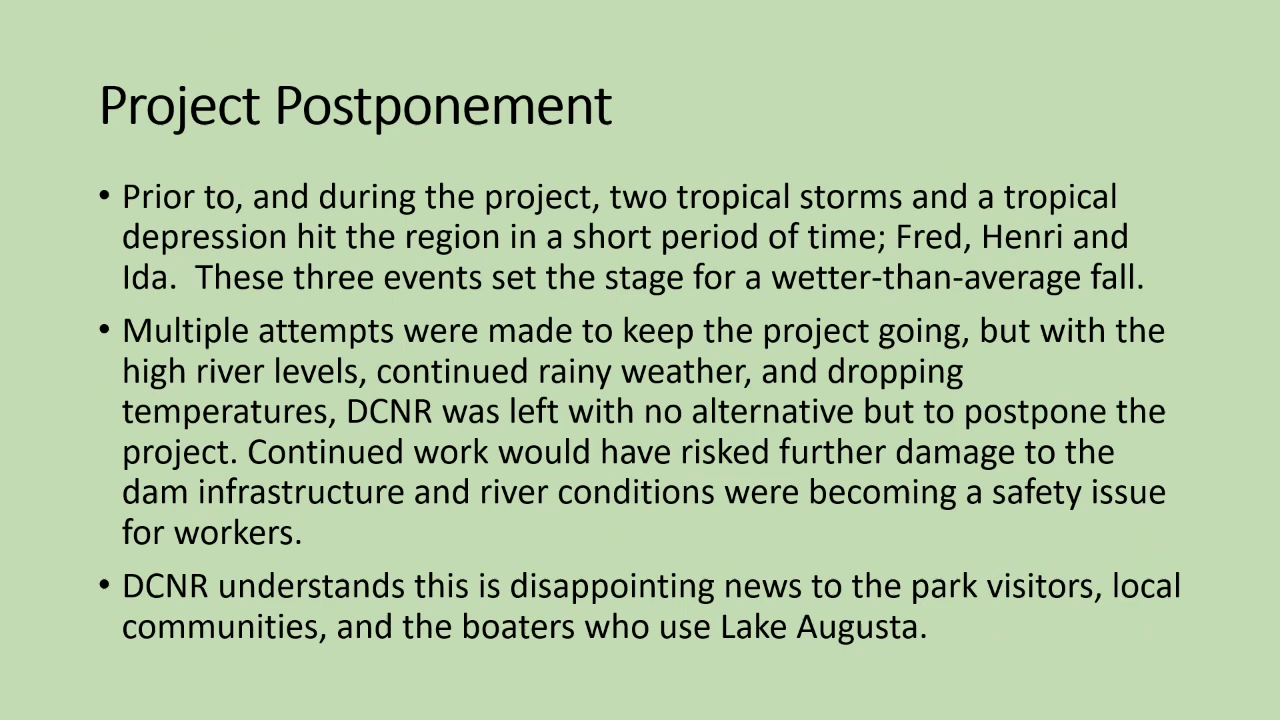 Project Postponement
• Prior to, and during the project, two tropical storms and a tropical
depression hit the region in a short period of time; Fred, Henri and
Ida.  These three events set the stage for a wetter-than-average fall.
• Multiple attempts were made to keep the project going, but with the
high river levels, continued rainy weather, and dropping
temperatures, DCNR was left with no alternative but to postpone the
project. Continued work would have risked further damage to the
dam infrastructure and river conditions were becoming a safety issue
for workers.
• DCNR understands this is disappointing news to the park visitors, local
communities, and the boaters who use Lake Augusta.